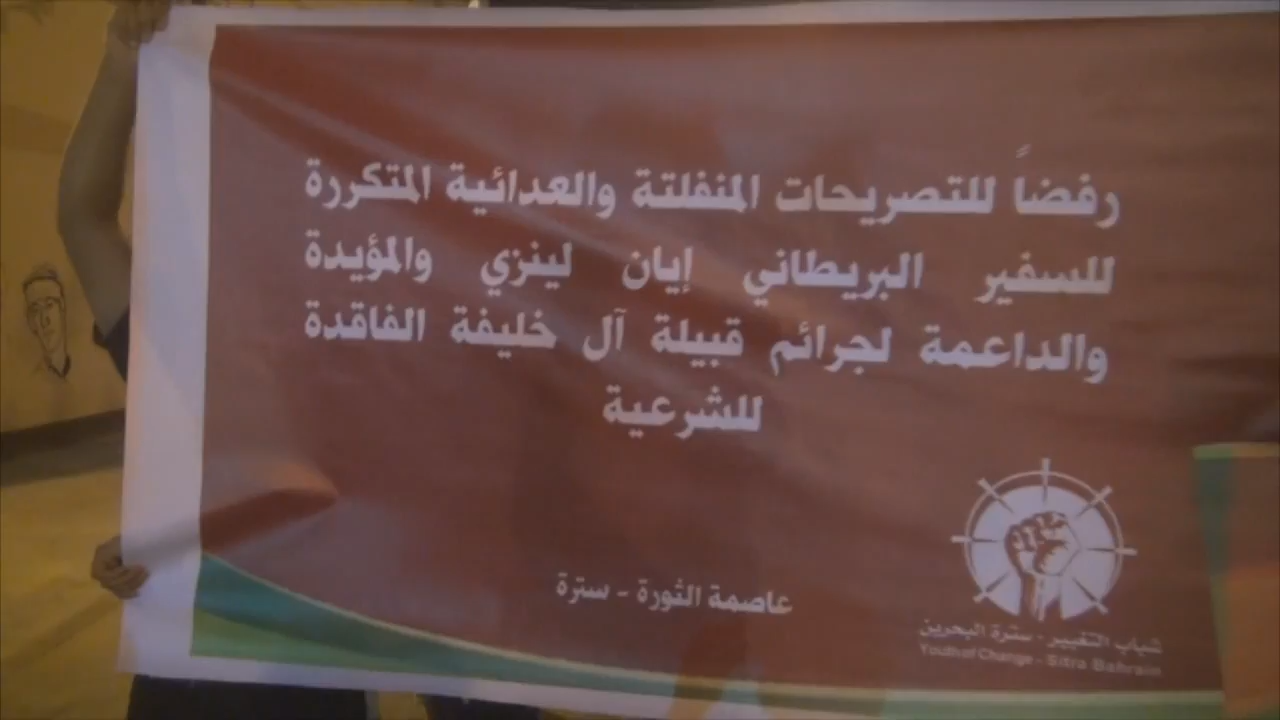 رفضاً للتصريحات المنفلتة والعدائية المتكررة
للسفير البريطاني إيان لينزي والمؤيدة
والداعمة لجرائم قبيلة آل خليفة الفاقدة
للشرعية
عاصمة الثورة - سترة
شباب التغيير - سترة البحرين
Youth of Change - Sitra Bahrain